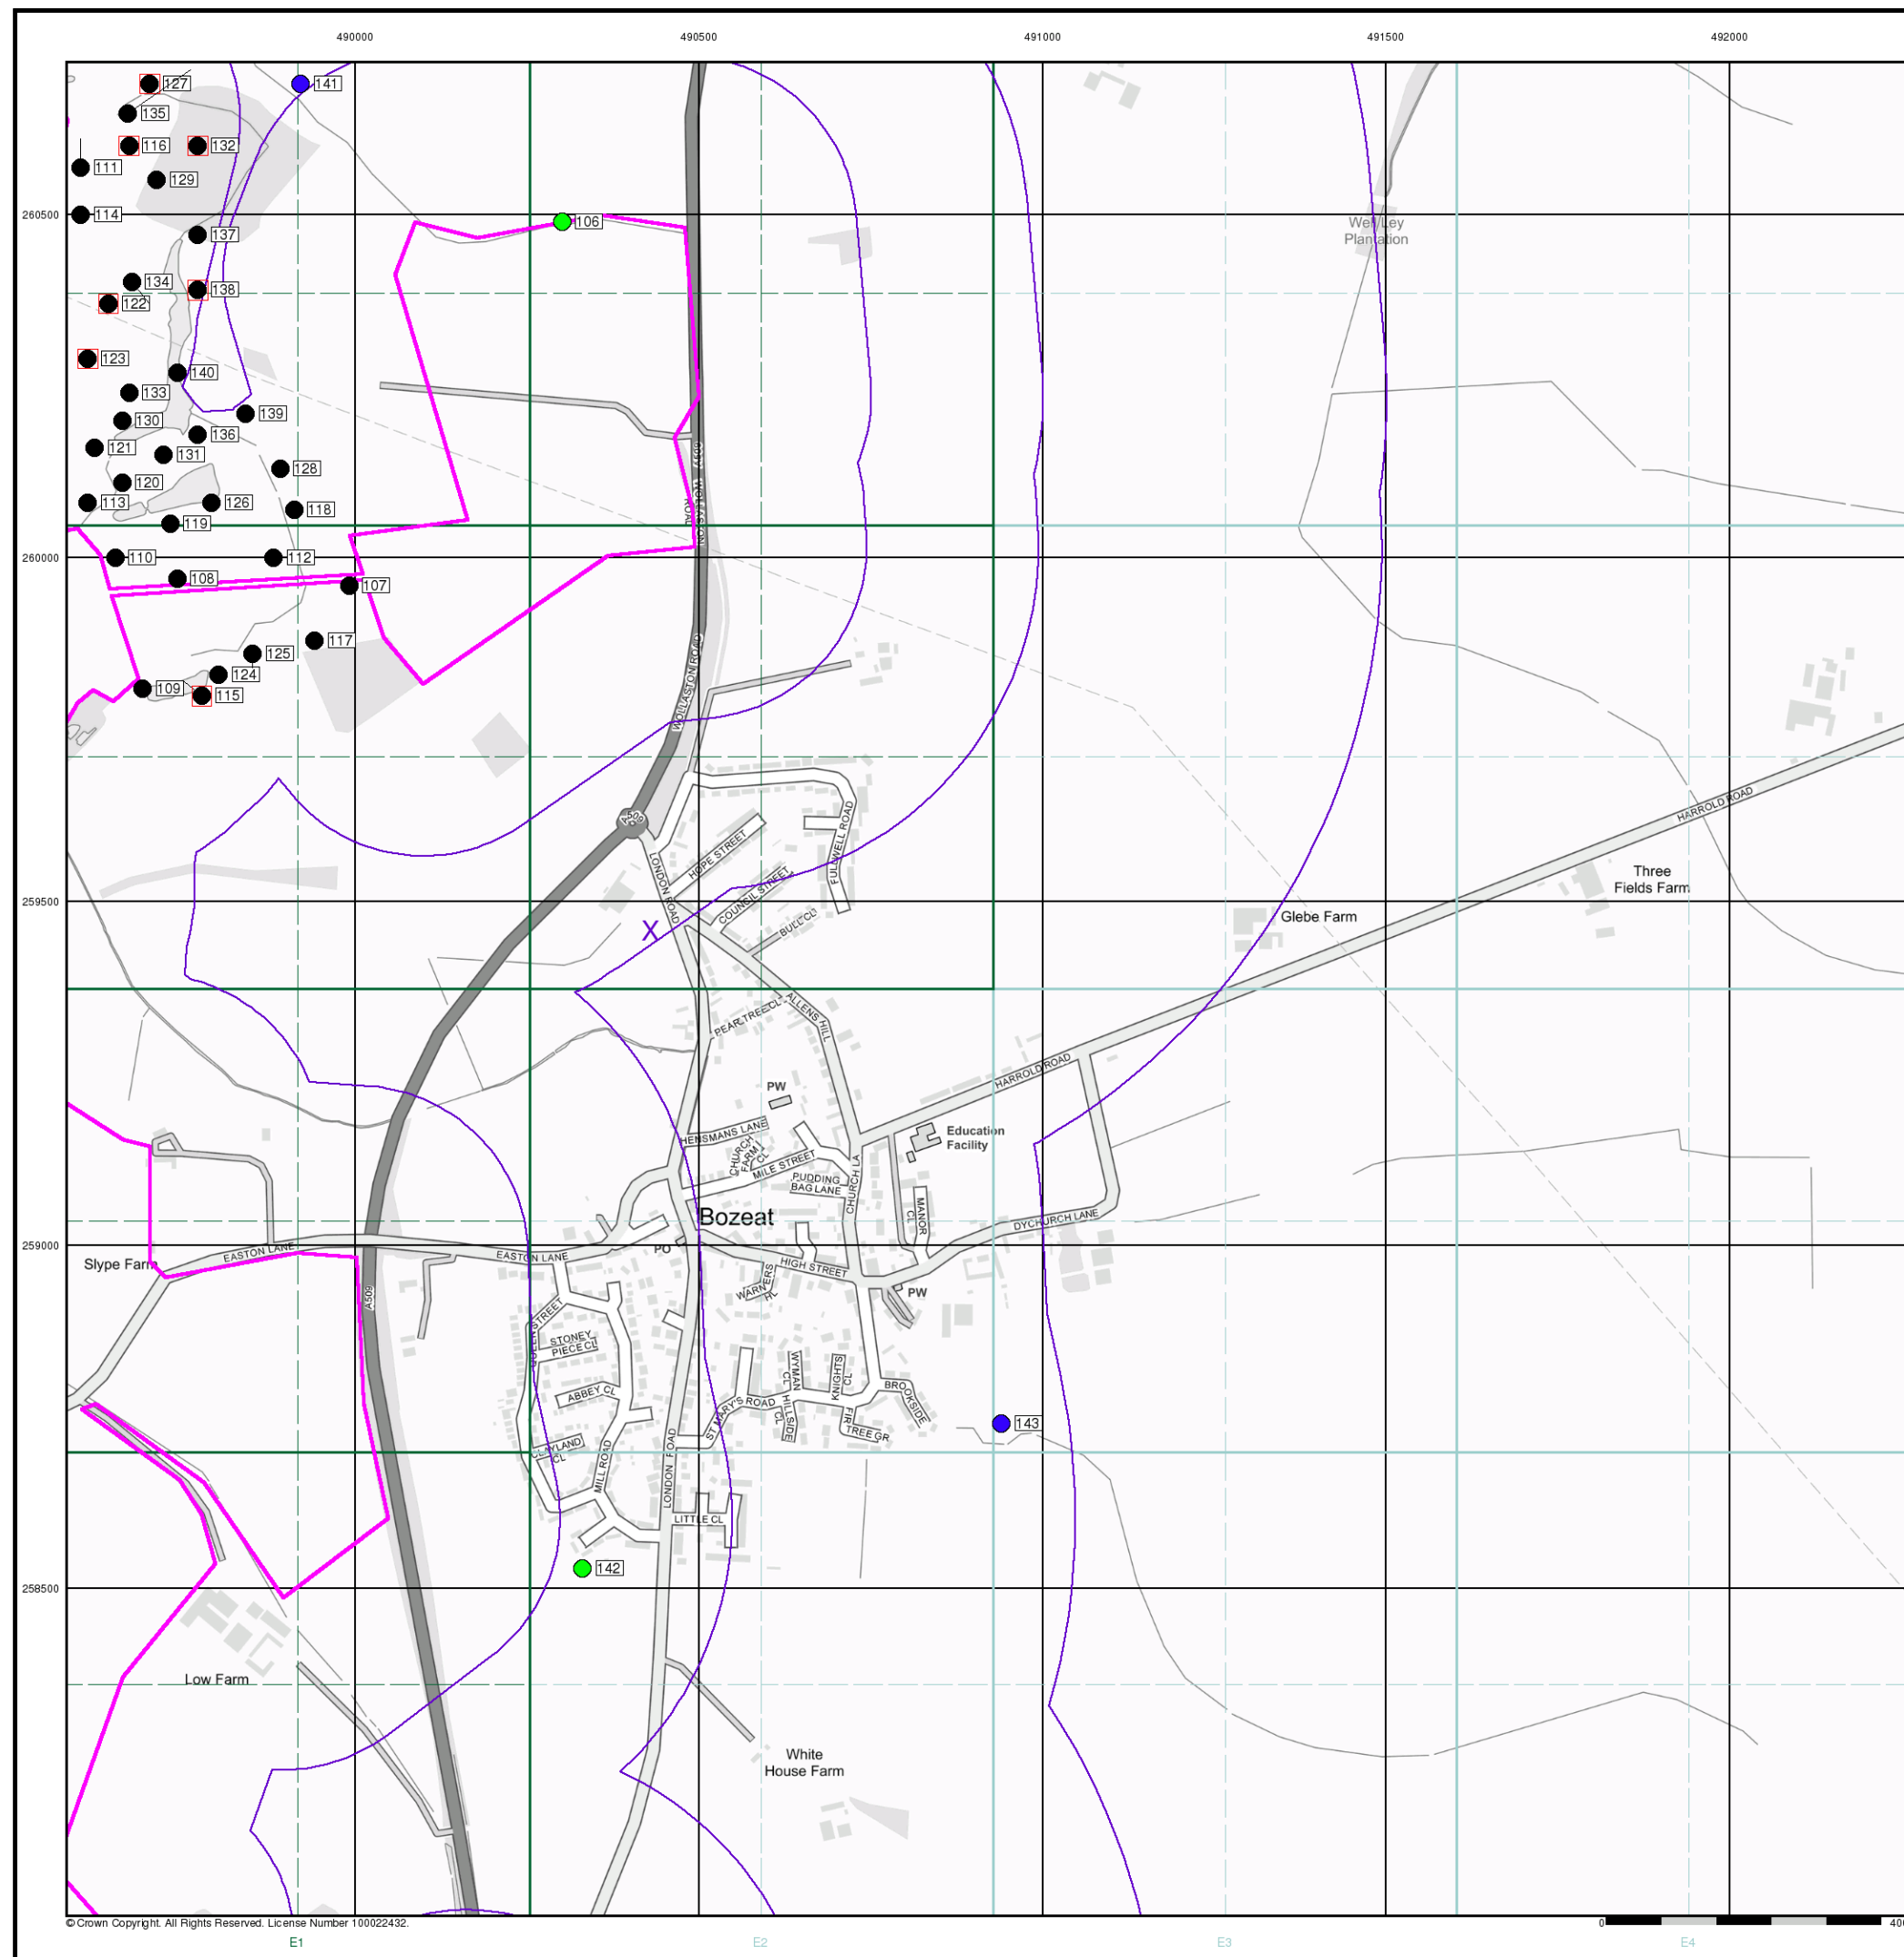 490000 490500 491000 491500 492000
127
141
135
116
132
111
129
260500
114
106
137
Well Ley
Plantation
134
138
122
123
140
133
139
130
136
121
131
128
A509
120
113
126
118
WOLLASTON
ROAD
119
260000
110
112
108
107
117
125
WOLLASTON ROAD
124
109
115
HARROLD ROAD
A509
FULLWELL ROAD
HOPE STREET
LONDON ROAD
COUNCIL STREET
Three
Fields Farm
259500
BULL CL
Glebe Farm
X
PEAR TREE CL
ALLENS HILL
HARROLD ROAD
PW
HENSMANS LANE
Education
Facility
CHURCH
FARM
CL
MILE STREET
PUDDING
BAG LANE
CHURCH LA
MANOR
CL
Bozeat
DYCHURCH LANE
259000
EASTON LANE
EASTON LANE
PO
Slype Farm
HIGH STREET
WARNERS
HL
PW
A509
QUEEN STREET
STONEY
PIECE CL
WYMAN
CL
KNIGHTS
CL
ABBEY CL
BROOKSIDE
ST MARY'S ROAD
HILLSIDE
CL
FIR
TREE GR
143
CLAYLAND
CL
MILL ROAD
LONDON ROAD
LITTLE CL
142
258500
Low Farm
White
House Farm
© Crown Copyright. All Rights Reserved. License Number 100022432.
0
E1 E2 E3 E4